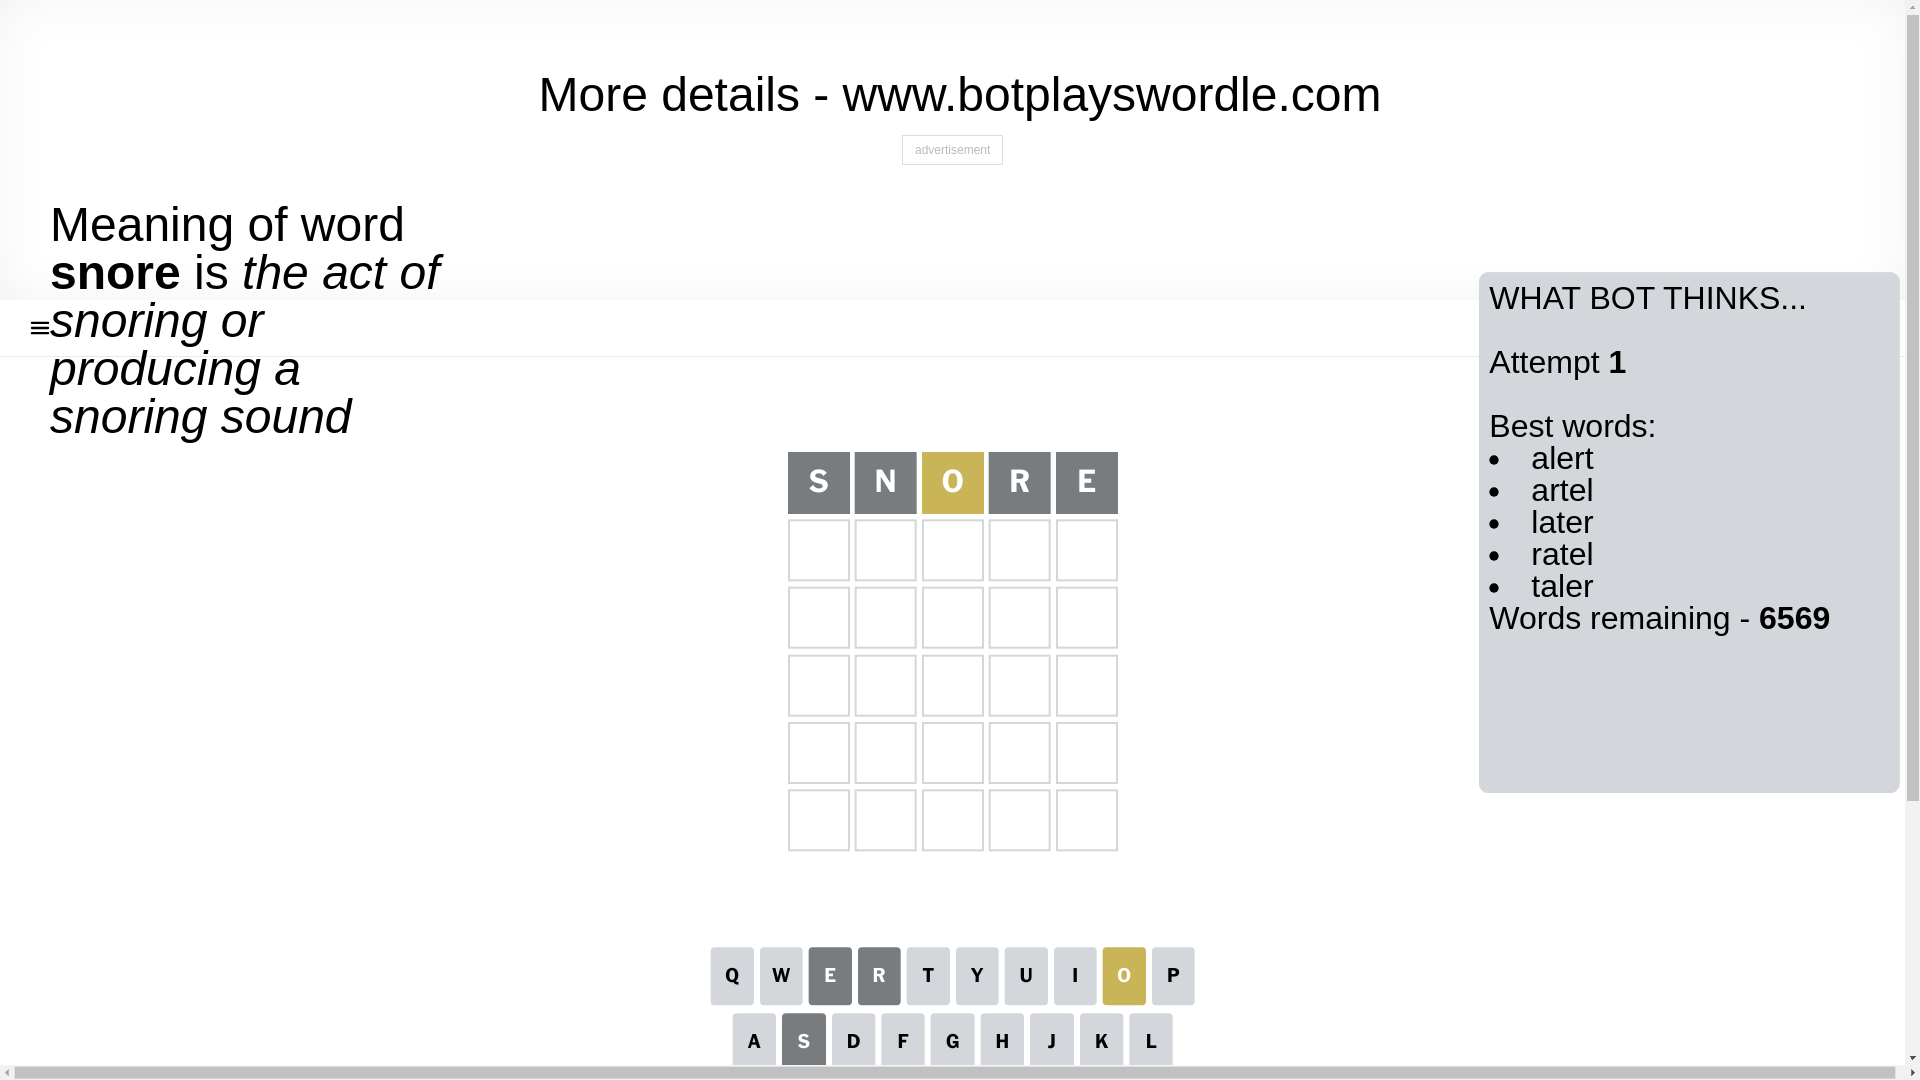 More details - www.botplayswordle.com
advertisement
Meaning of word
snore is the act of
snoring or
producing a
snoring sound
WHAT BOT THINKS...
Attempt 1
Best words:
• alert
• artel
• later
• ratel
• taler
Words remaining - 6569
S N O R E
Q W E R T Y U I O P
A S D F G H J K L